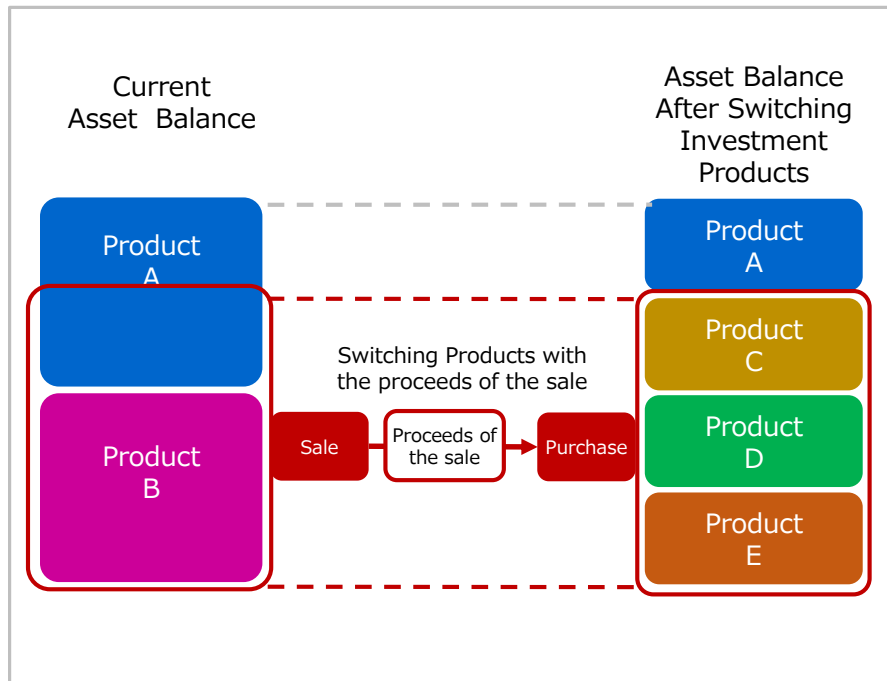 Current
Asset Balance
Asset Balance
After Switching
Investment
Products
Product
A
Product
B
Switching Products with
the proceeds of the sale
Sale
Proceeds of
the sale
Purchase
Product
A
Product
C
Product
D
Product
E